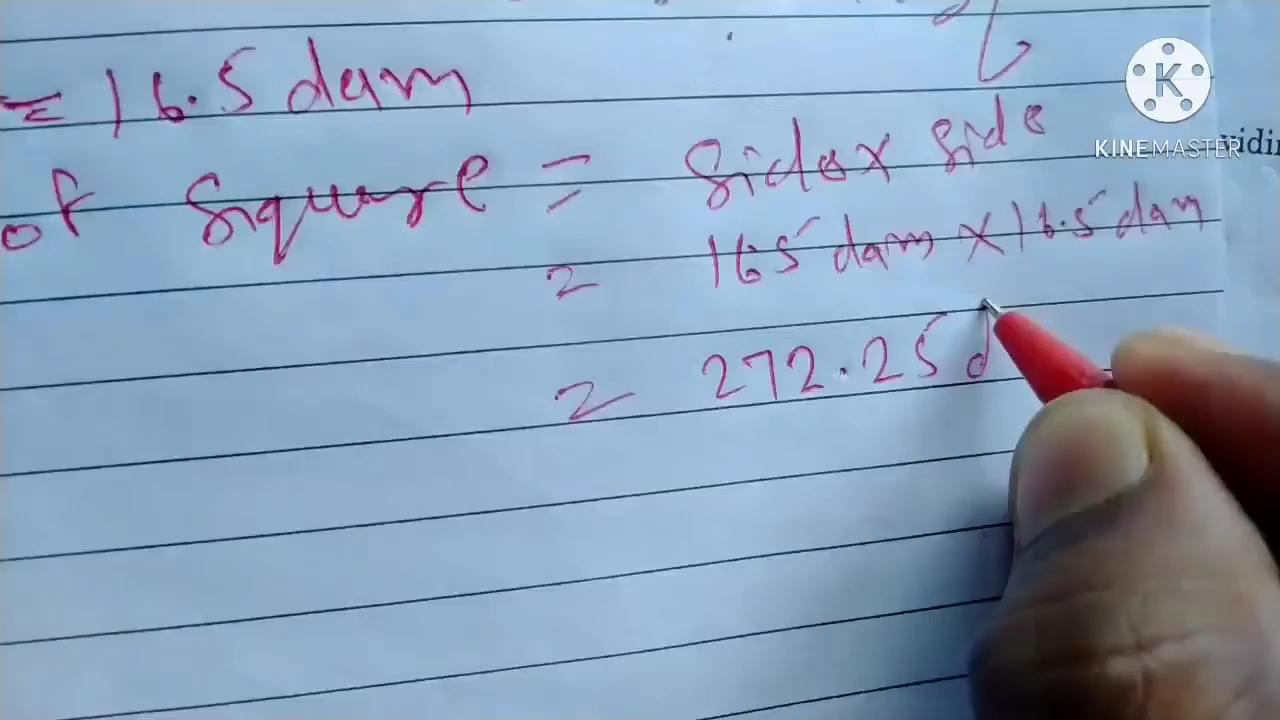 = 16.5 dam
of Square = Side x Side
= 16.5 dam x 16.5 dam
= 272.25 d
KINEMASTER